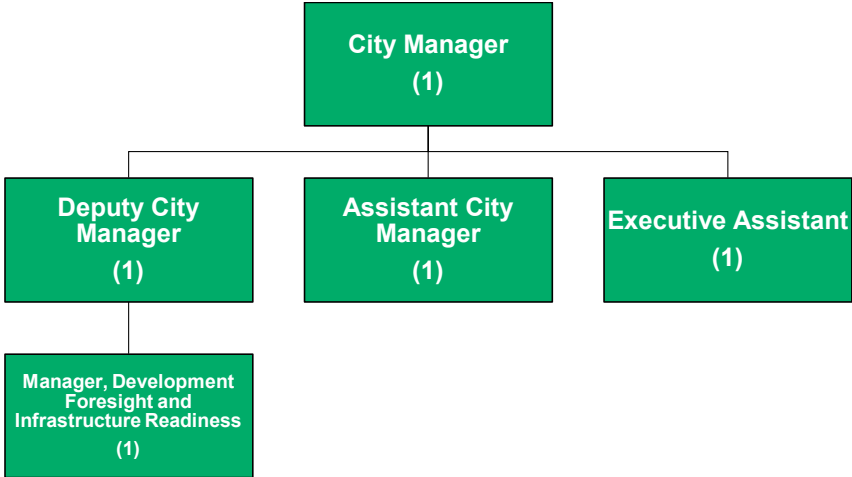 City Manager
(1)
Deputy City
Manager
(1)
Assistant City
Manager
(1)
Executive Assistant
(1)
Manager, Development
Foresight and
Infrastructure Readiness
(1)